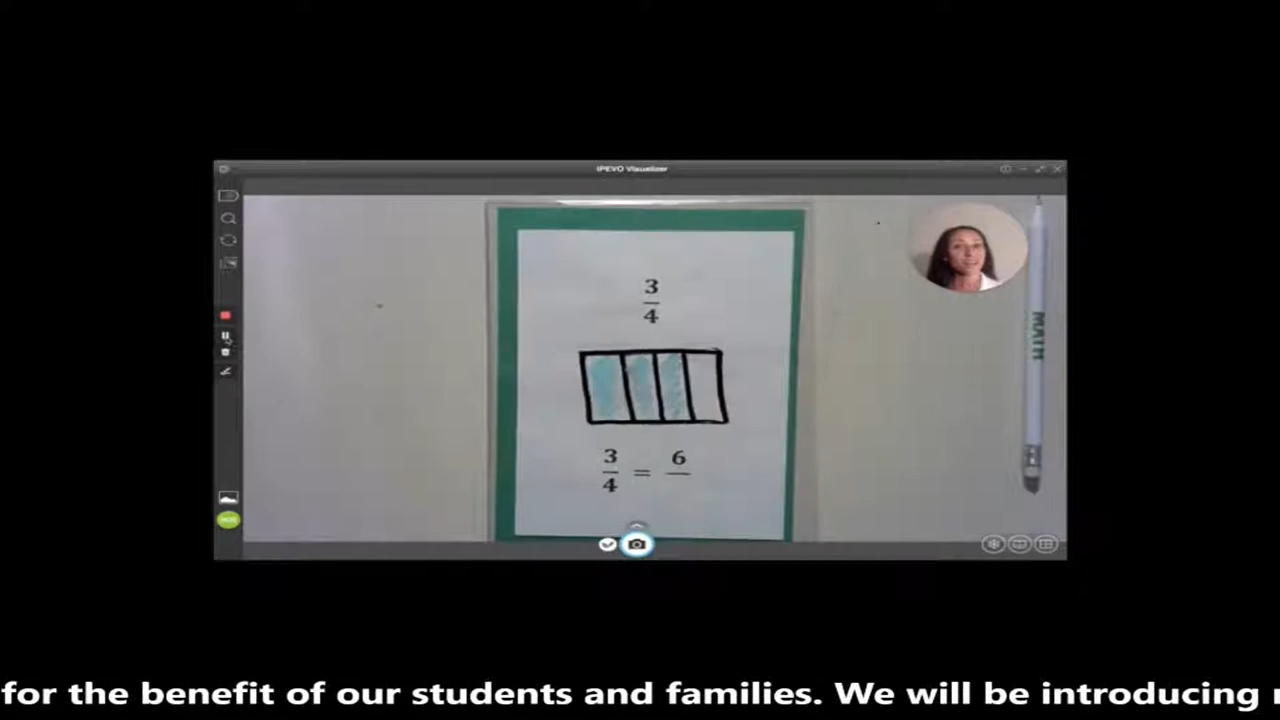 IPEVO Visualizer
3
4
MATH
3
4
=
6
for the benefit of our students and families. We will be introducing